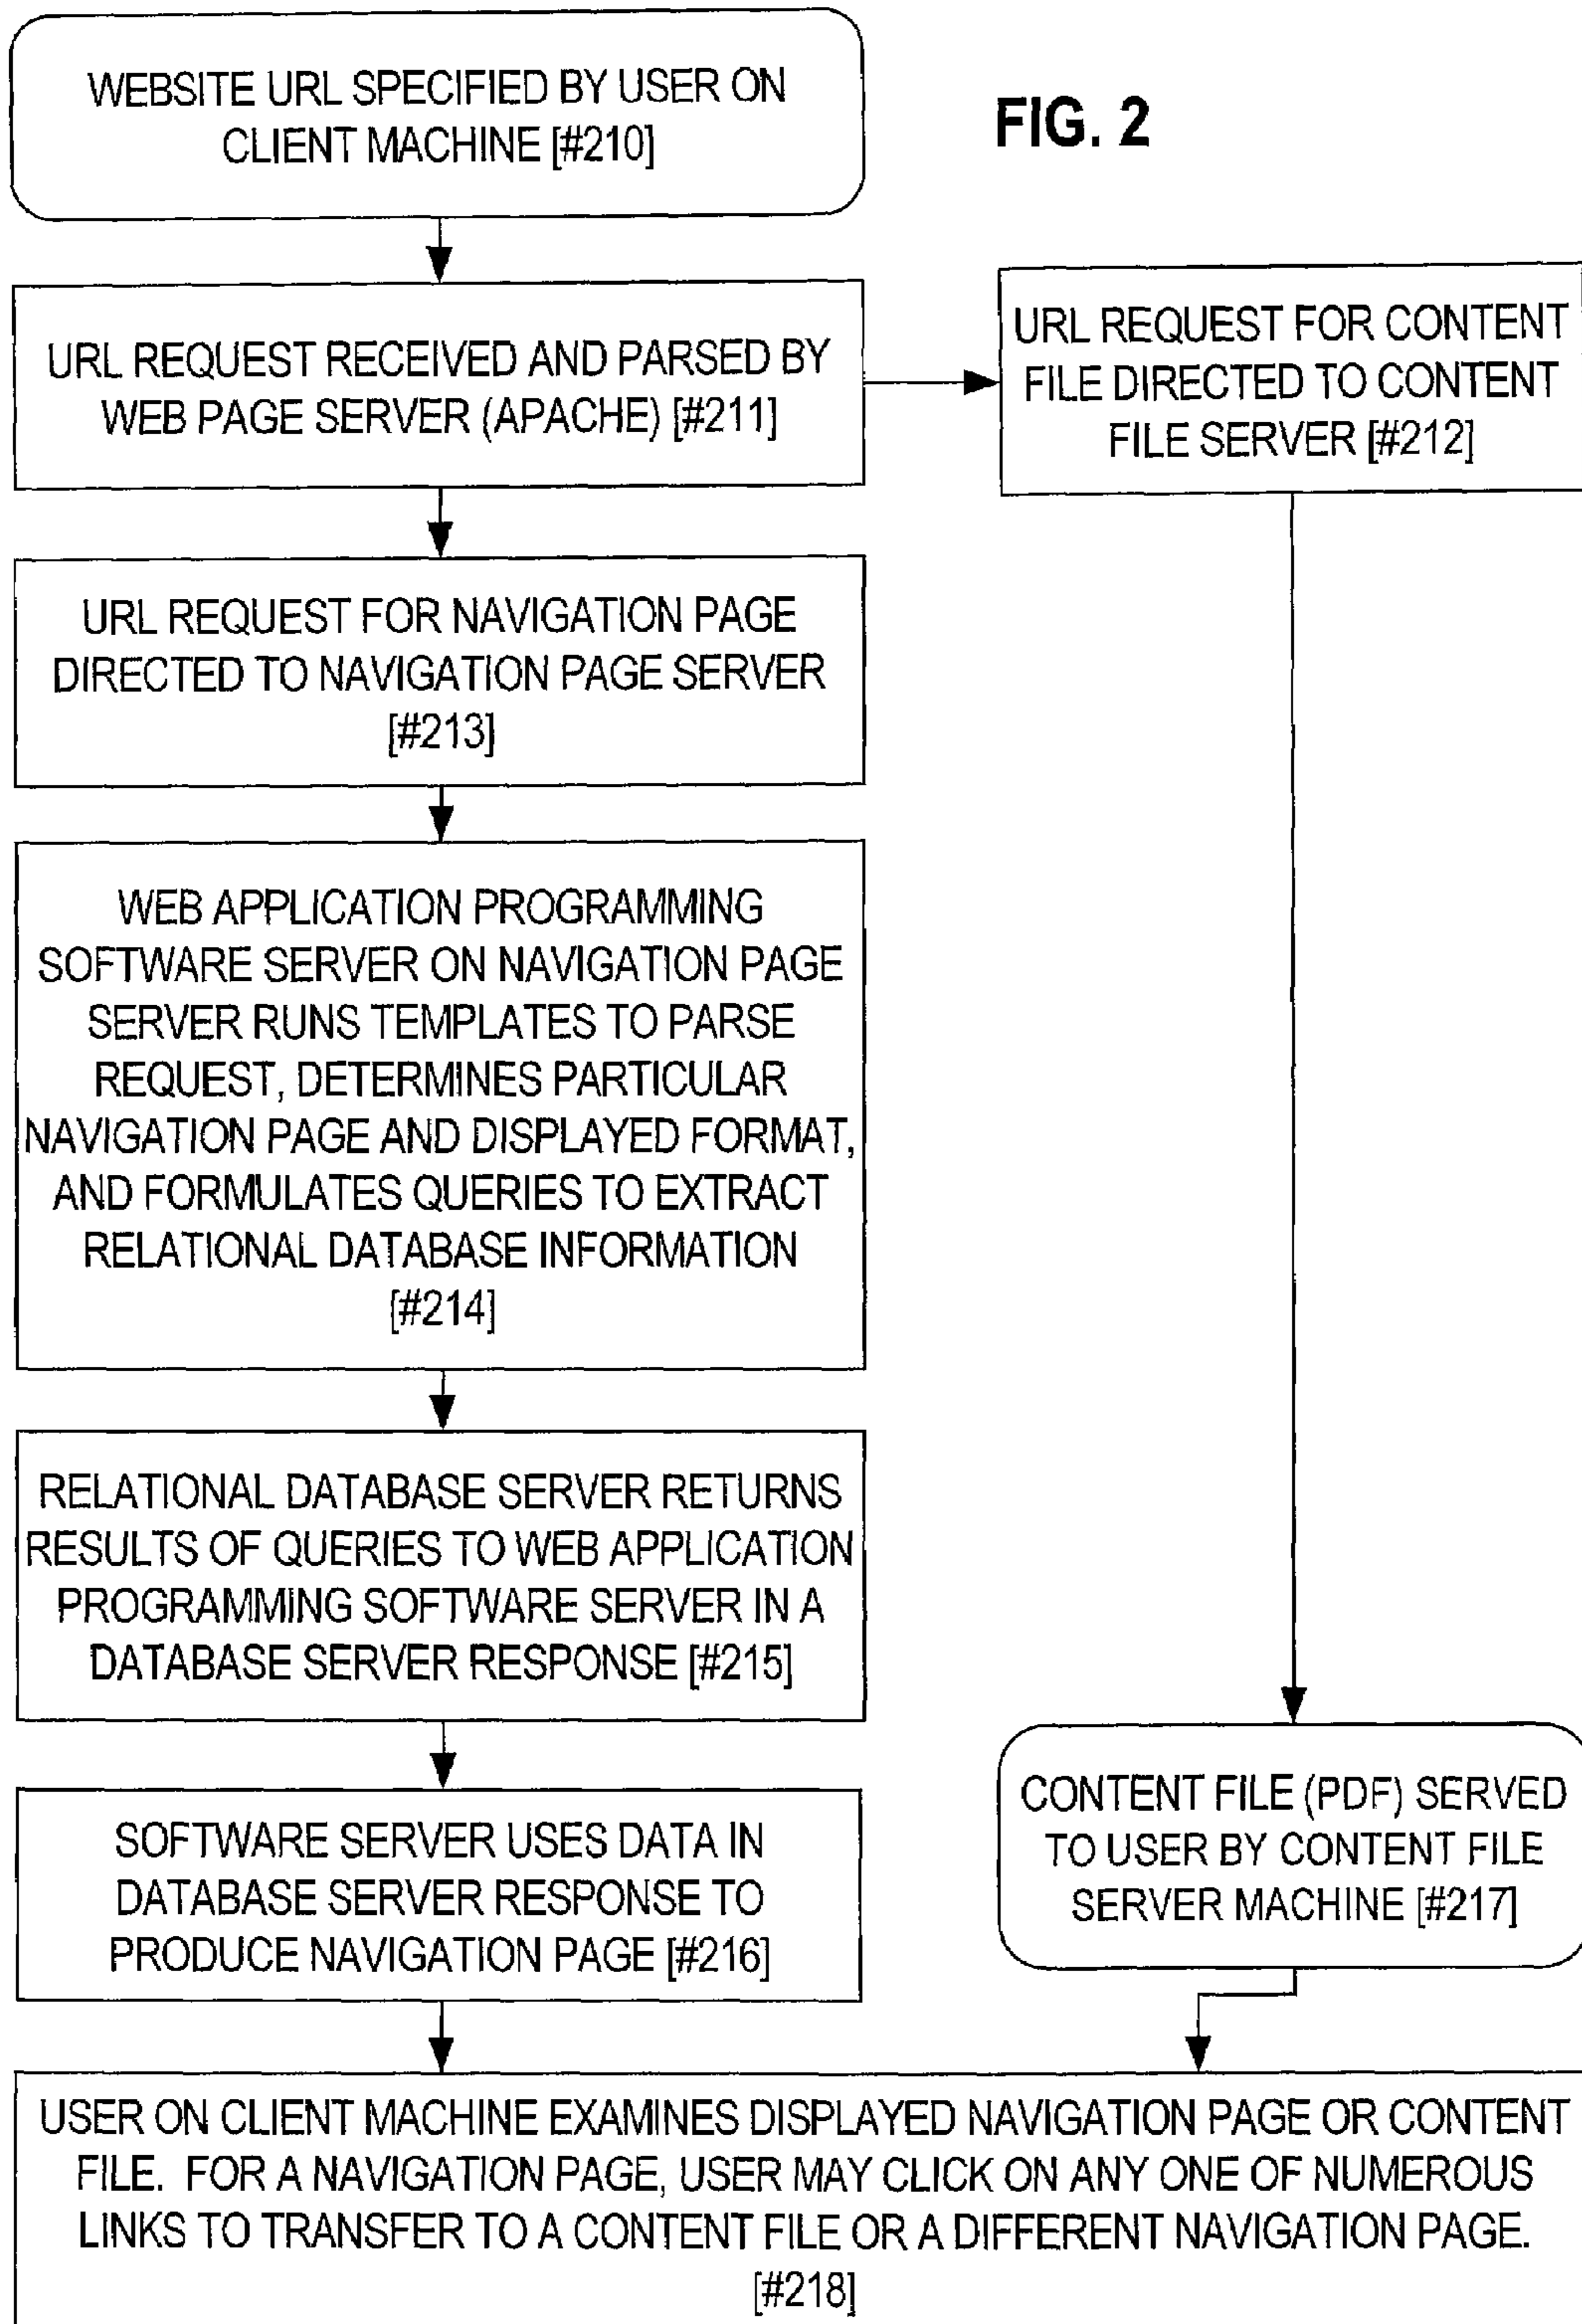 FIG. 2
WEBSITE URL SPECIFIED BY USER ON
CLIENT MACHINE [#210]
URL REQUEST RECEIVED AND PARSED BY
WEB PAGE SERVER (APACHE) [#211]
URL REQUEST FOR CONTENT
FILE DIRECTED TO CONTENT
FILE SERVER [#212]
URL REQUEST FOR NAVIGATION PAGE
DIRECTED TO NAVIGATION PAGE SERVER
[#213]
WEB APPLICATION PROGRAMMING
SOFTWARE SERVER ON NAVIGATION PAGE
SERVER RUNS TEMPLATES TO PARSE
REQUEST, DETERMINES PARTICULAR
NAVIGATION PAGE AND DISPLAYED FORMAT,
AND FORMULATES QUERIES TO EXTRACT
RELATIONAL DATABASE INFORMATION
[#214]
RELATIONAL DATABASE SERVER RETURNS
RESULTS OF QUERIES TO WEB APPLICATION
PROGRAMMING SOFTWARE SERVER IN A
DATABASE SERVER RESPONSE [#215]
SOFTWARE SERVER USES DATA IN
DATABASE SERVER RESPONSE TO
PRODUCE NAVIGATION PAGE [#216]
CONTENT FILE (PDF) SERVED
TO USER BY CONTENT FILE
SERVER MACHINE [#217]
USER ON CLIENT MACHINE EXAMINES DISPLAYED NAVIGATION PAGE OR CONTENT
FILE. FOR A NAVIGATION PAGE, USER MAY CLICK ON ANY ONE OF NUMEROUS
LINKS TO TRANSFER TO A CONTENT FILE OR A DIFFERENT NAVIGATION PAGE.
[#218]